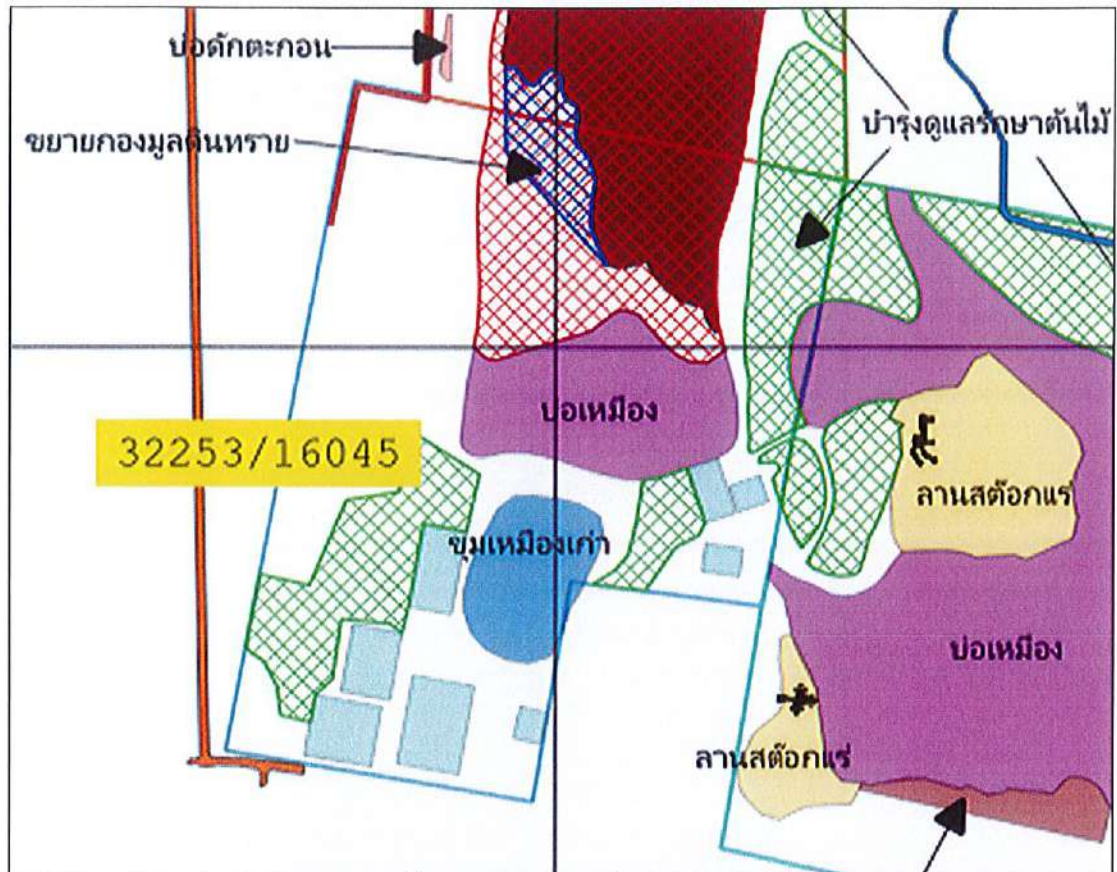 บ่อดักตะกอน
ขยายกองมูลดินทราย
บำรุงดูแลรักษาต้นไม้
บ่อเหมือง
32253/16045
ลานสต๊อกแร่
ขุมเหมืองเก่า
บ่อเหมือง
ลานสต๊อกแร่